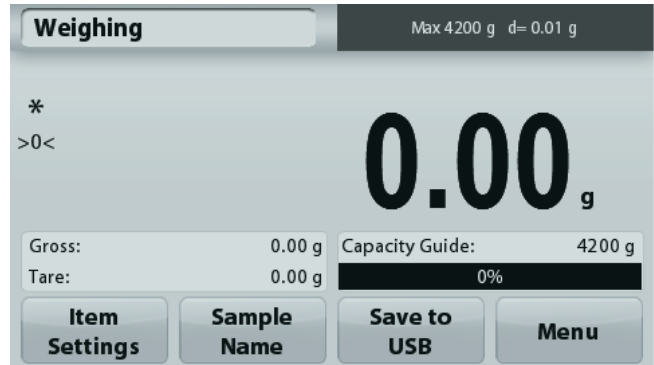 Weighing
Max 4200 g d= 0.01 g
*
>0<
0.00 g
Gross: 0.00 g
Tare: 0.00 g
Capacity Guide: 4200 g
0%
Item
Settings
Sample
Name
Save to
USB
Menu